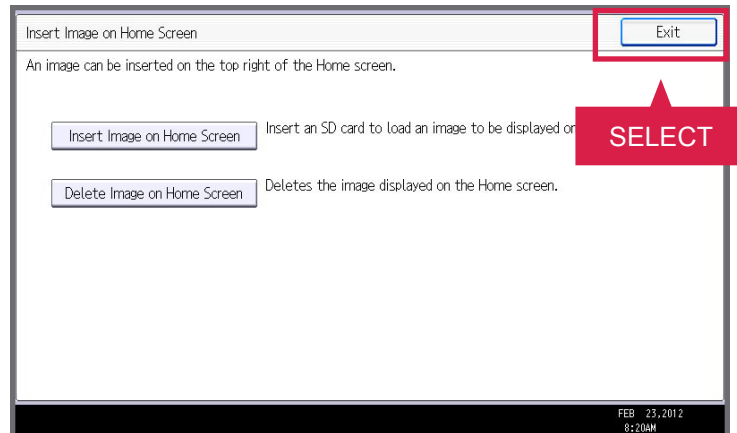 Insert Image on Home Screen
Exit
An image can be inserted on the top right of the Home screen.
Insert Image on Home Screen
Insert an SD card to load an image to be displayed
SELECT
Delete Image on Home Screen
Deletes the image displayed on the Home screen.
FEB 23,2012
8:20AM